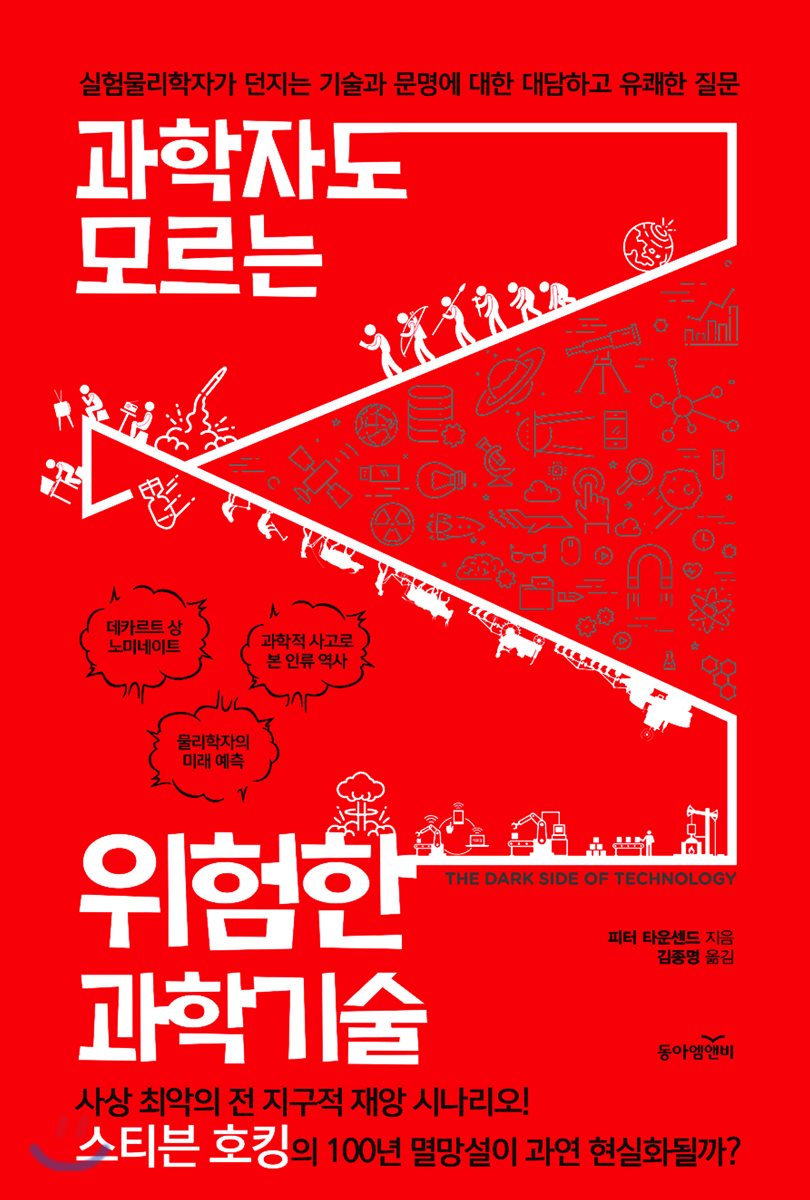 실험물리학자가 던지는 기술과 문명에 대한 대담하고 유쾌한 질문
과학자도
모르는
데카르트 상
노미네이트
과학적 사고로
본 인류 역사
물리학자의
미래 예측
위험한
THE DARK SIDE OF TECHNOLOGY
피터 타운센드 지음
김종명 옮김
과학기술
동아엠앤비
사상 최악의 전 지구적 재앙 시나리오!
스티븐 호킹의 100년 멸망설이 과연 현실화될까?